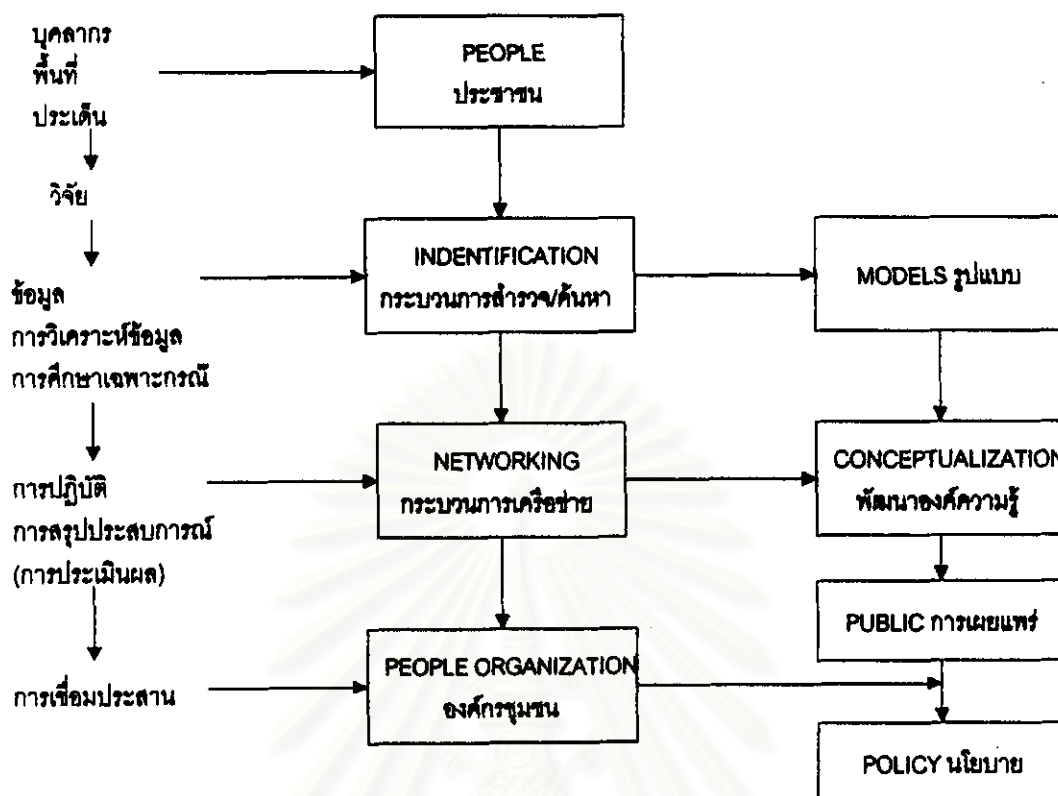 บุคลากร
พื้นที่
ประเด็น
วิจัย
ข้อมูล
การวิเคราะห์ข้อมูล
การศึกษาเฉพาะกรณี
การปฏิบัติ
การสรุปประสบการณ์
(การประเมินผล)
การเชื่อมประสาน
PEOPLE
ประชาชน
INDENTIFICATION
กระบวนการสำรวจ/ค้นหา
NETWORKING
กระบวนการเครือข่าย
PEOPLE ORGANIZATION
องค์กรชุมชน
MODELS รูปแบบ
CONCEPTUALIZATION
พัฒนาองค์ความรู้
PUBLIC การเผยแพร่
POLICY นโยบาย